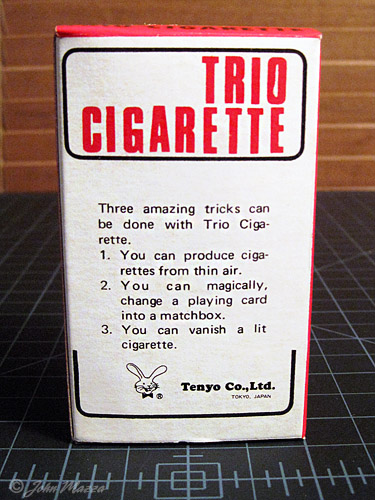 TRIO
CIGARETTE
Three amazing tricks can
be done with Trio Ciga-
rette.
1. You can produce ciga-
rettes from thin air.
2. You can magically,
change a playing card
into a matchbox.
3. You can vanish a lit
cigarette.
®
Tenyo Co.,Ltd.
TOKYO, JAPAN
© John Mazza